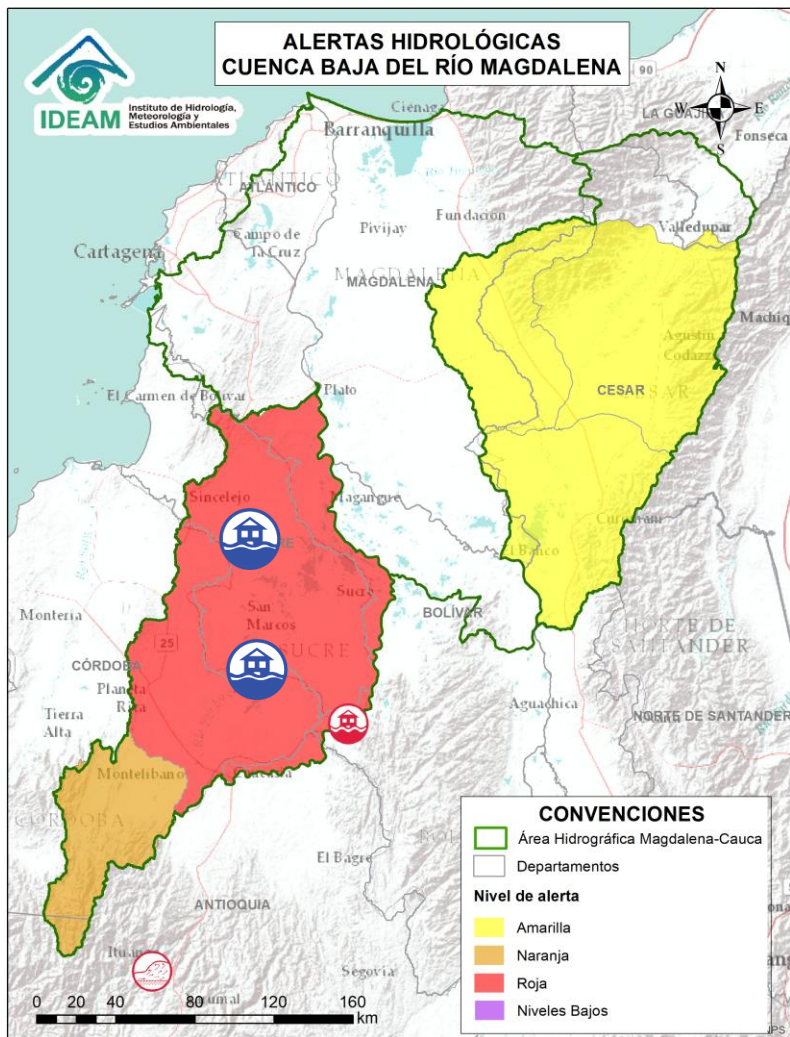 ALERTAS HIDROLÓGICAS
CUENCA BAJA DEL RÍO MAGDALENA
IDEAM
Instituto de Hidrología,
Meteorología y
Estudios Ambientales
90
N
W E
S
LA GUAJIRA
Fonseca
Ciénaga
Barranquilla
ATLÁNTICO
Campo de
la Cruz
Pivijay
Fundación
Valledupar
Cartagena
MAGDALENA
MAGDALENA
Machiq
Agustín
Codazzi
CESAR
El Carmen de Bolívar
Plato
Sincelejo
Magangué
El Banco
Sucre
BOLÍVAR
Montería
San
Marcos
SUCRE
25
NORTE DE
SANTANDER
CÓRDOBA
Planeta
Rica
Tierra
Alta
Aguachica
NORTE DE SANTANDER
Montelíbano
CÓRDOBA
El Bagre
ANTIOQUIA
Ituango
Segovia
CONVENCIONES
Área Hidrográfica Magdalena-Cauca
Departamentos
Nivel de alerta
Amarilla
Naranja
Roja
Niveles Bajos
0 20 40 80 120 160
km